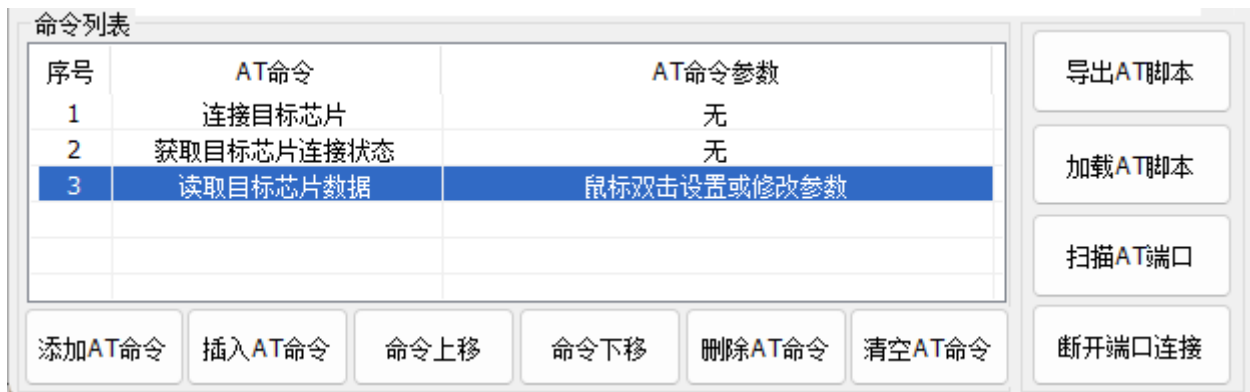 命令列表
序号 AT命令 AT命令参数
1 连接目标芯片 无
2 获取目标芯片连接状态 无
3 读取目标芯片数据 鼠标双击设置或修改参数
添加AT命令 插入AT命令 命令上移 命令下移 删除AT命令 清空AT命令
导出AT脚本
加载AT脚本
扫描AT端口
断开端口连接